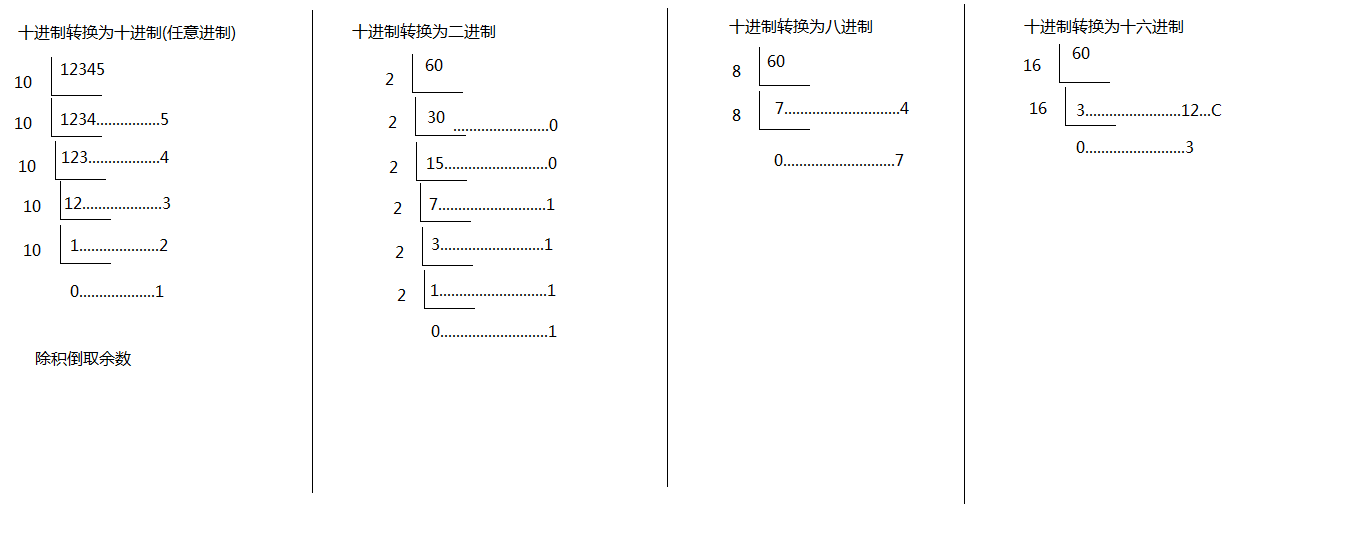 十进制转换为十进制(任意进制)
10 12345
10 1234................5
10 123..................4
10 12....................3
10 1....................2
0...................1
除积倒取余数
十进制转换为二进制
2 60
2 30 ........................0
2 15..........................0
2 7...........................1
2 3..........................1
2 1...........................1
0...........................1
十进制转换为八进制
8 60
8 7.............................4
0............................7
十进制转换为十六进制
16 60
16 3........................12...C
0.........................3